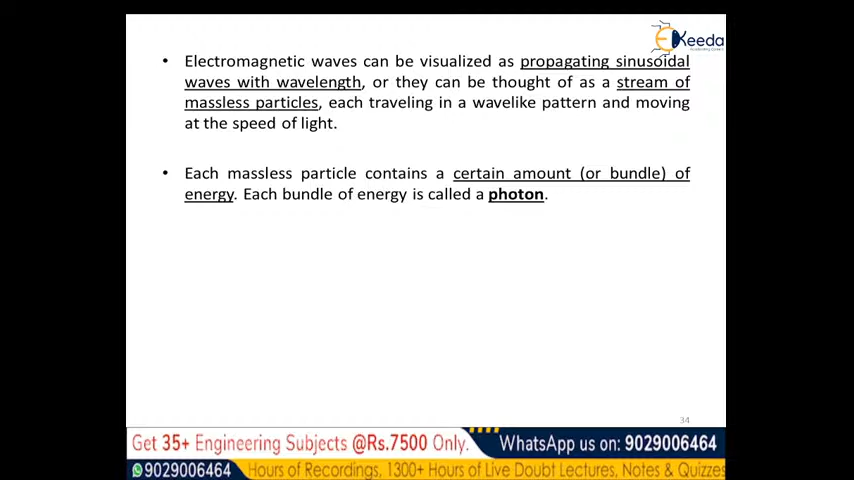 EKeeda
• Electromagnetic waves can be visualized as propagating sinusoidal
waves with wavelength, or they can be thought of as a stream of
massless particles, each traveling in a wavelike pattern and moving
at the speed of light.
• Each massless particle contains a certain amount (or bundle) of
energy. Each bundle of energy is called a photon.
34
Get 35+ Engineering Subjects @Rs.7500 Only.
WhatsApp us on: 9029006464
9029006464
Hours of Recordings, 1300+ Hours of Live Doubt Lectures, Notes & Quizzes